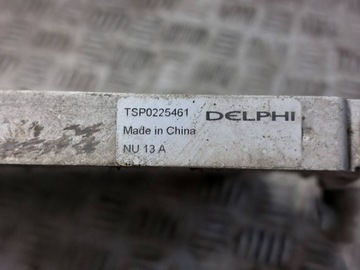 TSP0225461 DELPHI
Made in China
NU 13 A